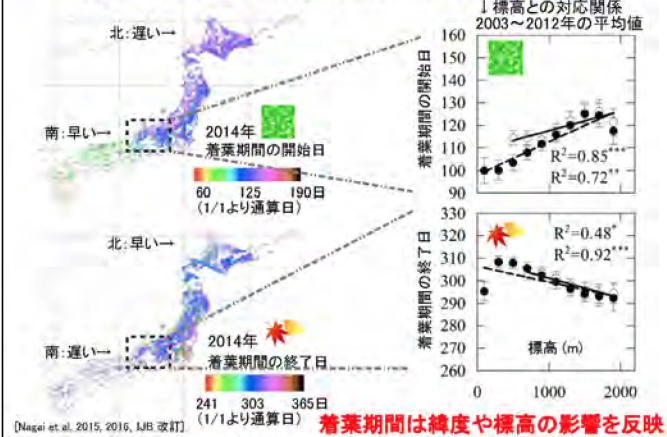 ↓標高との対応関係
2003～2012年の平均値
北:遅い→
南:早い→
2014年
着葉期間の開始日
60 125 190日
(1/1より通算日)
着葉期間の開始日
160
150
140
130
120
110
100
90
R²=0.85***
R²=0.72**
北:早い→
南:遅い→
2014年
着葉期間の終了日
241 303 365日
(1/1より通算日)
着葉期間の終了日
330
320
310
300
290
280
270
260
R²=0.48*
R²=0.92***
標高 (m)
0 1000 2000
[Nagai et al. 2015, 2016, IJB 改訂]
着葉期間は緯度や標高の影響を反映